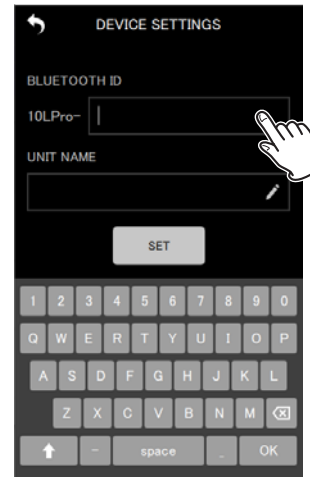 DEVICE SETTINGS
BLUETOOTH ID
10LPro-
UNIT NAME
SET
1 2 3 4 5 6 7 8 9 0
Q W E R T Y U I O P
A S D F G H J K L
Z X C V B N M
- space _ OK